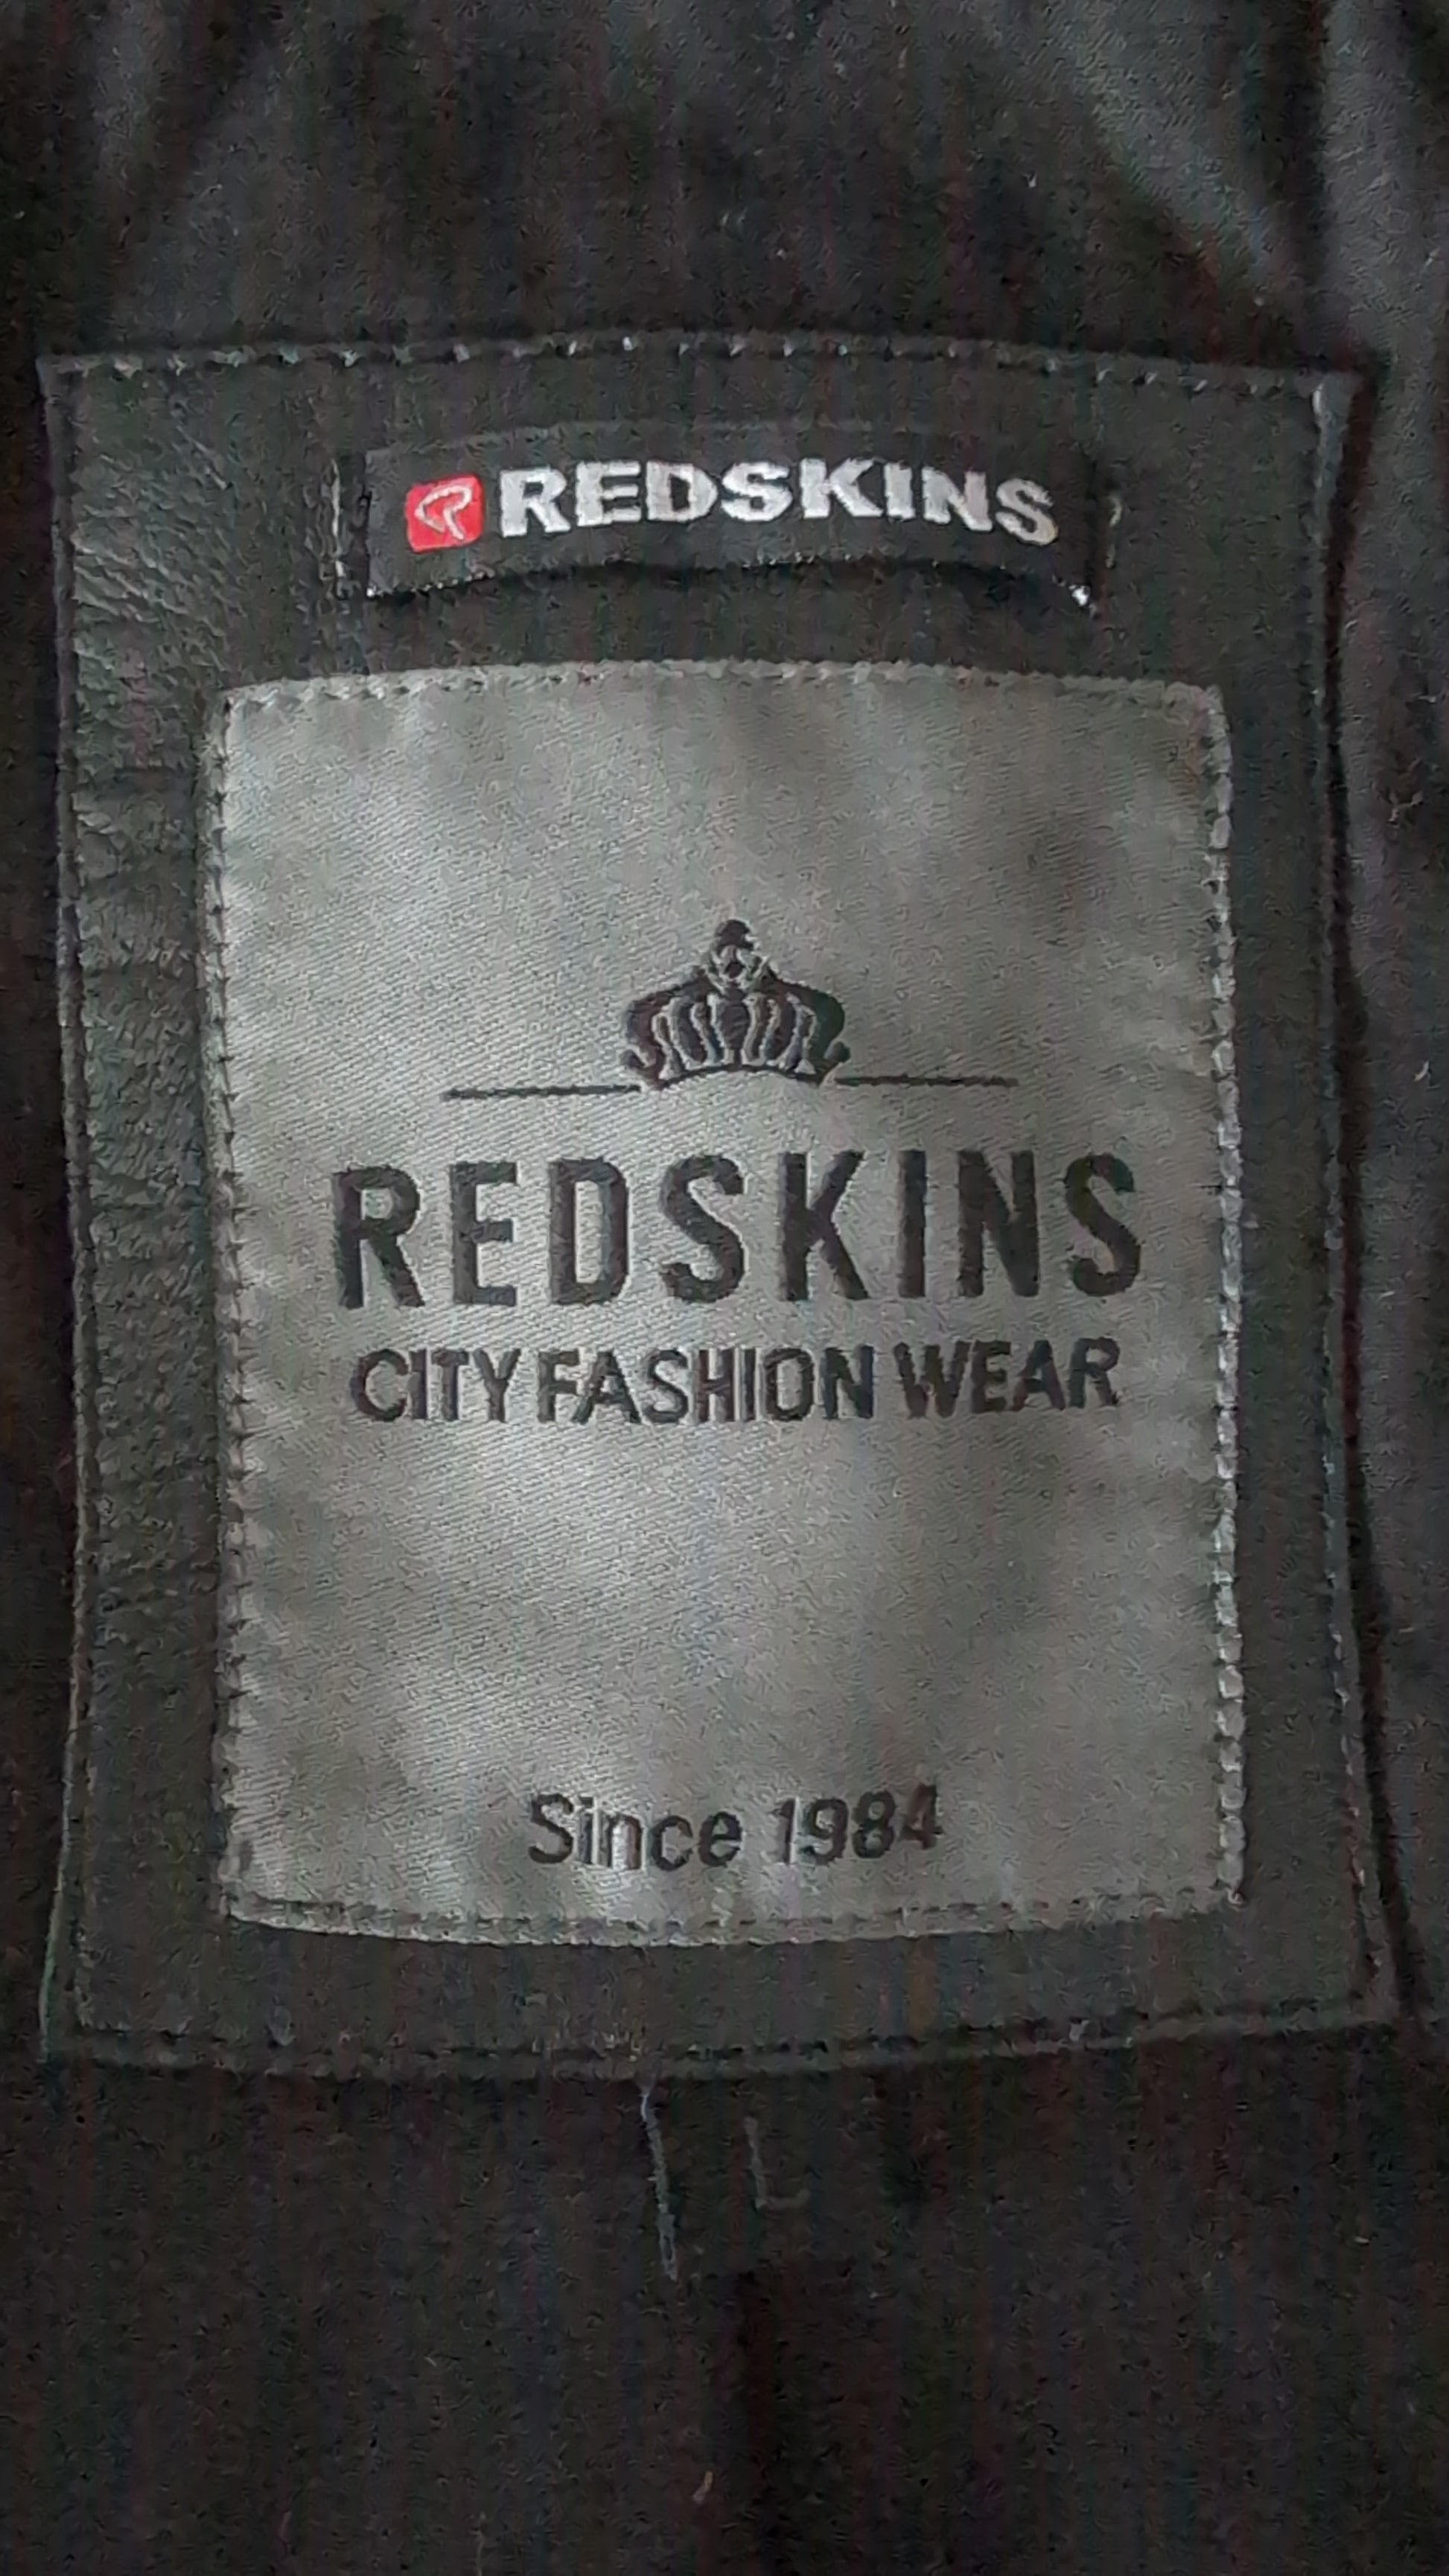 REDSKINS
REDSKINS
CITY FASHION WEAR
Since 1984
L